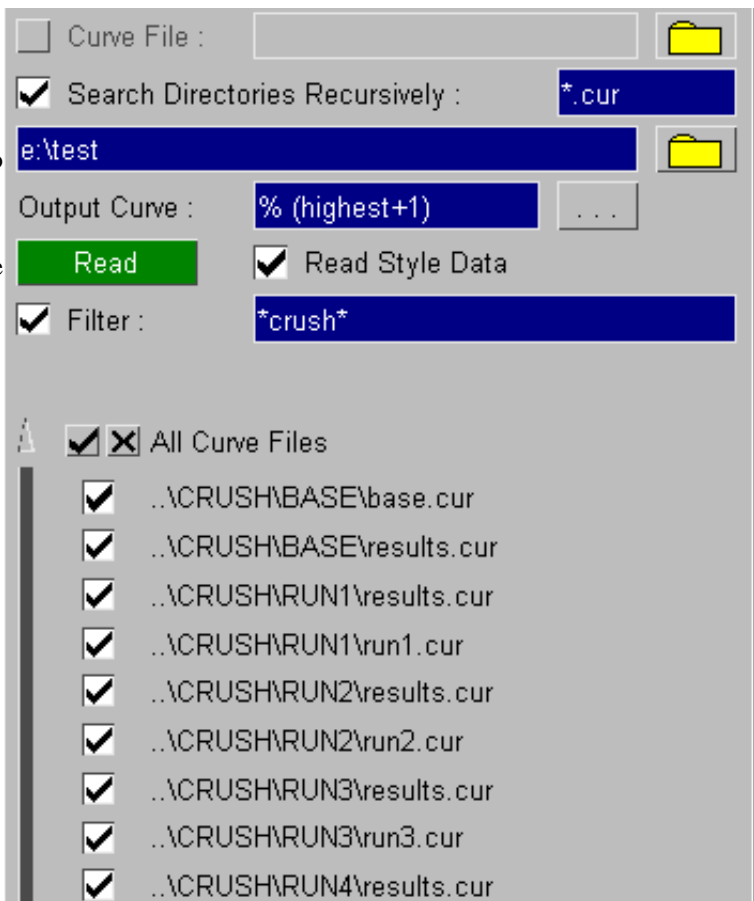 Curve File :
Search Directories Recursively : *.cur
e:\test
Output Curve : % (highest+1) . . .
Read Read Style Data
Filter : *crush*
All Curve Files
..\CRUSH\BASE\base.cur
..\CRUSH\BASE\results.cur
..\CRUSH\RUN1\results.cur
..\CRUSH\RUN1\run1.cur
..\CRUSH\RUN2\results.cur
..\CRUSH\RUN2\run2.cur
..\CRUSH\RUN3\results.cur
..\CRUSH\RUN3\run3.cur
..\CRUSH\RUN4\results.cur